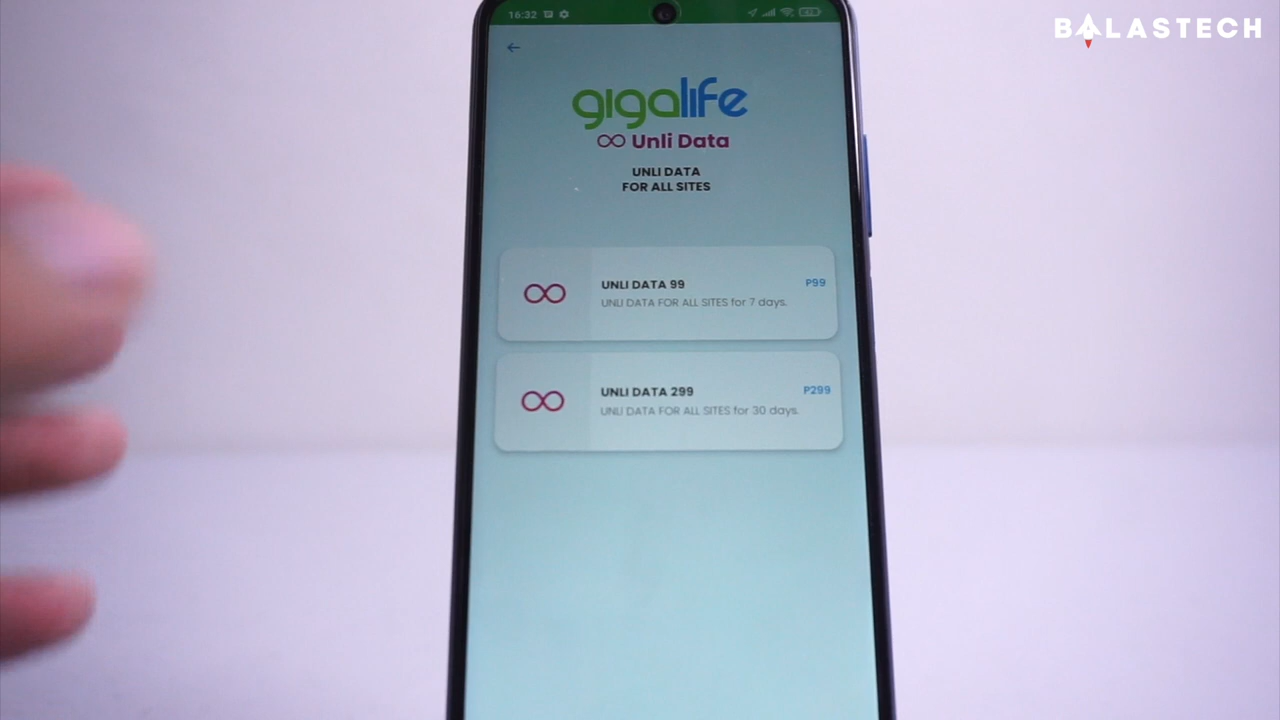 BALASTECH
16:32
gigalife
Unli Data
UNLI DATA
FOR ALL SITES
UNLI DATA 99
P99
UNLI DATA FOR ALL SITES for 7 days.
UNLI DATA 299
P299
UNLI DATA FOR ALL SITES for 30 days.